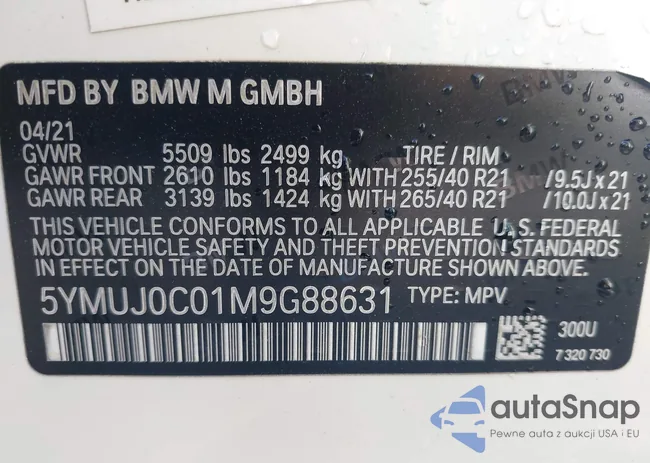 MFD BY BMW M GMBH
04/21
GVWR 5509 lbs 2499 kg TIRE / RIM
GAWR FRONT 2610 lbs 1184 kg WITH 255/40 R21 /9.5J x 21
GAWR REAR 3139 lbs 1424 kg WITH 265/40 R21 /10.0J x 21
THIS VEHICLE CONFORMS TO ALL APPLICABLE U.S. FEDERAL
MOTOR VEHICLE SAFETY AND THEFT PREVENTION STANDARDS
IN EFFECT ON THE DATE OF MANUFACTURE SHOWN ABOVE.
5YMUJ0C01M9G88631 TYPE: MPV
300U
7 320 730
autaSnap
Pewne auta z aukcji USA i EU